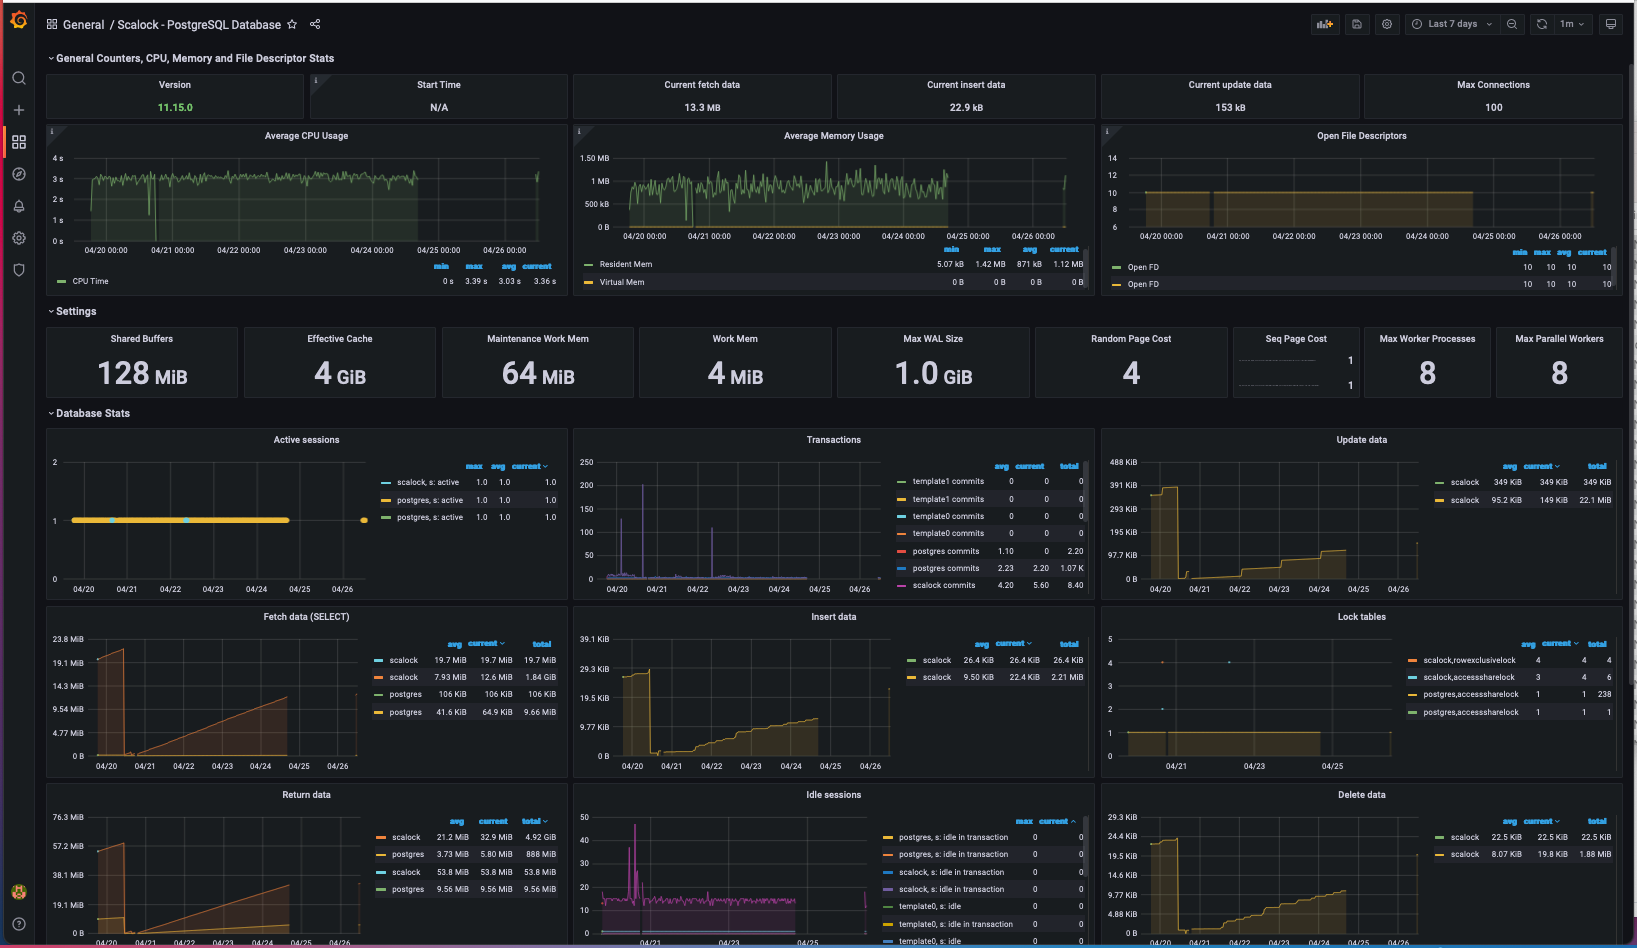 General / Scalock - PostgreSQL Database
Last 7 days
1m
General Counters, CPU, Memory and File Descriptor Stats
Version
11.15.0
Start Time
N/A
Current fetch data
13.3 MB
Current insert data
22.9 kB
Current update data
153 kB
Max Connections
100
Average CPU Usage
4 s
3 s
2 s
1 s
0 s
04/20 00:00 04/21 00:00 04/22 00:00 04/23 00:00 04/24 00:00 04/25 00:00 04/26 00:00
min max avg current
CPU Time 0 s 3.39 s 3.03 s 3.36 s
Average Memory Usage
1.50 MB
1 MB
500 kB
0 B
04/20 00:00 04/21 00:00 04/22 00:00 04/23 00:00 04/24 00:00 04/25 00:00 04/26 00:00
min max avg current
Resident Mem 5.07 kB 1.42 MB 871 kB 1.12 MB
Virtual Mem 0 B 0 B 0 B 0 B
Open File Descriptors
14
12
10
8
6
04/20 00:00 04/21 00:00 04/22 00:00 04/23 00:00 04/24 00:00 04/25 00:00 04/26 00:00
min max avg current
Open FD 10 10 10 10
Open FD 10 10 10 10
Settings
Shared Buffers
128 MiB
Effective Cache
4 GiB
Maintenance Work Mem
64 MiB
Work Mem
4 MiB
Max WAL Size
1.0 GiB
Random Page Cost
4
Seq Page Cost
1
1
Max Worker Processes
8
Max Parallel Workers
8
Database Stats
Active sessions
2
1
0
04/20 04/21 04/22 04/23 04/24 04/25 04/26
max avg current
scalock, s: active 1.0 1.0 1.0
postgres, s: active 1.0 1.0 1.0
postgres, s: active 1.0 1.0 1.0
Transactions
250
200
150
100
50
0
04/20 04/21 04/22 04/23 04/24 04/25 04/26
avg current total
template1 commits 0 0 0
template1 commits 0 0 0
template0 commits 0 0 0
template0 commits 0 0 0
postgres commits 1.10 0 2.20
postgres commits 2.23 2.20 1.07 K
scalock commits 4.20 5.60 8.40
Update data
488 KiB
391 KiB
293 KiB
195 KiB
97.7 KiB
0 B
04/20 04/21 04/22 04/23 04/24 04/25 04/26
avg current total
scalock 349 KiB 349 KiB 349 KiB
scalock 95.2 KiB 149 KiB 22.1 MiB
Fetch data (SELECT)
23.8 MiB
19.1 MiB
14.3 MiB
9.54 MiB
4.77 MiB
0 B
04/20 04/21 04/22 04/23 04/24 04/25 04/26
avg current total
scalock 19.7 MiB 19.7 MiB 19.7 MiB
scalock 7.93 MiB 12.6 MiB 1.84 GiB
postgres 106 KiB 106 KiB 106 KiB
postgres 41.6 KiB 64.9 KiB 9.66 MiB
Insert data
39.1 KiB
29.3 KiB
19.5 KiB
9.77 KiB
0 B
04/20 04/21 04/22 04/23 04/24 04/25 04/26
avg current total
scalock 26.4 KiB 26.4 KiB 26.4 KiB
scalock 9.50 KiB 22.4 KiB 2.21 MiB
Lock tables
5
4
3
2
1
0
04/21 04/23 04/25
avg current total
scalock,rowexclusivelock 4 4 4
scalock,accesssharelock 3 4 6
postgres,accesssharelock 1 1 238
postgres,accesssharelock 1 1 1
Return data
76.3 MiB
57.2 MiB
38.1 MiB
19.1 MiB
0 B
04/20 04/21 04/22 04/23 04/24 04/25 04/26
avg current total
scalock 21.2 MiB 32.9 MiB 4.92 GiB
postgres 3.73 MiB 5.80 MiB 888 MiB
scalock 53.8 MiB 53.8 MiB 53.8 MiB
postgres 9.56 MiB 9.56 MiB 9.56 MiB
Idle sessions
50
40
30
20
10
0
04/21 04/23 04/25
max current
postgres, s: idle in transaction 0 0
postgres, s: idle in transaction 0 0
scalock, s: idle in transaction 0 0
scalock, s: idle in transaction 0 0
template0, s: idle 0 0
template0, s: idle in transaction 0 0
template0, s: idle 0 0
Delete data
29.3 KiB
24.4 KiB
19.5 KiB
14.6 KiB
9.77 KiB
4.88 KiB
0 B
04/20 04/21 04/22 04/23 04/24 04/25 04/26
avg current total
scalock 22.5 KiB 22.5 KiB 22.5 KiB
scalock 8.07 KiB 19.8 KiB 1.88 MiB